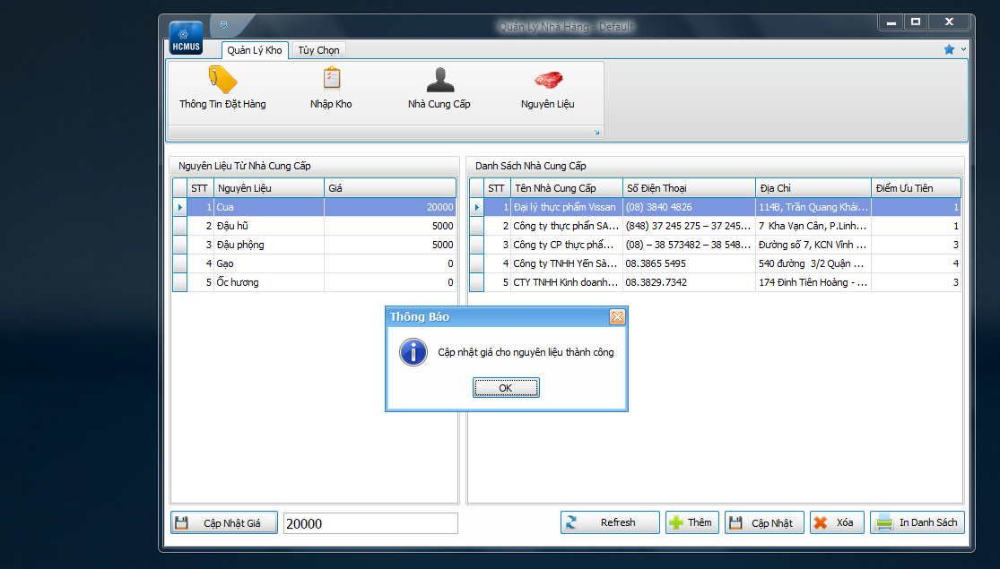 Quản Lý Nhà Hàng - Default
HCMUS
Quản Lý Kho Tùy Chọn
Thông Tin Đặt Hàng Nhập Kho Nhà Cung Cấp Nguyên Liệu
Nguyên Liệu Từ Nhà Cung Cấp
STT Nguyên Liệu Giá
1 Cua 20000
2 Đậu hũ 5000
3 Đậu phộng 5000
4 Gạo 0
5 Ốc hương 0
Danh Sách Nhà Cung Cấp
STT Tên Nhà Cung Cấp Số Điện Thoại Địa Chỉ Điểm Ưu Tiên
1 Đại lý thực phẩm Vissan (08) 3840 4826 114B, Trần Quang Khải... 1
2 Công ty thực phẩn SA... (848) 37 245 275 – 37 245... 7 Kha Vạn Cân, P.Linh... 1
3 Công ty CP thực phẩ... (08) – 38 573482 – 38 548... Đường số 7, KCN Vĩnh ... 3
4 Công ty TNHH Yến Sà... 08.3865 5495 540 đường 3/2 Quận ... 4
5 CTY TNHH Kinh doanh... 08.3829.7342 174 Đinh Tiên Hoàng - ... 3
Thông Báo
Cập nhật giá cho nguyên liệu thành công
OK
Cập Nhật Giá 20000 Refresh Thêm Cập Nhật Xóa In Danh Sách